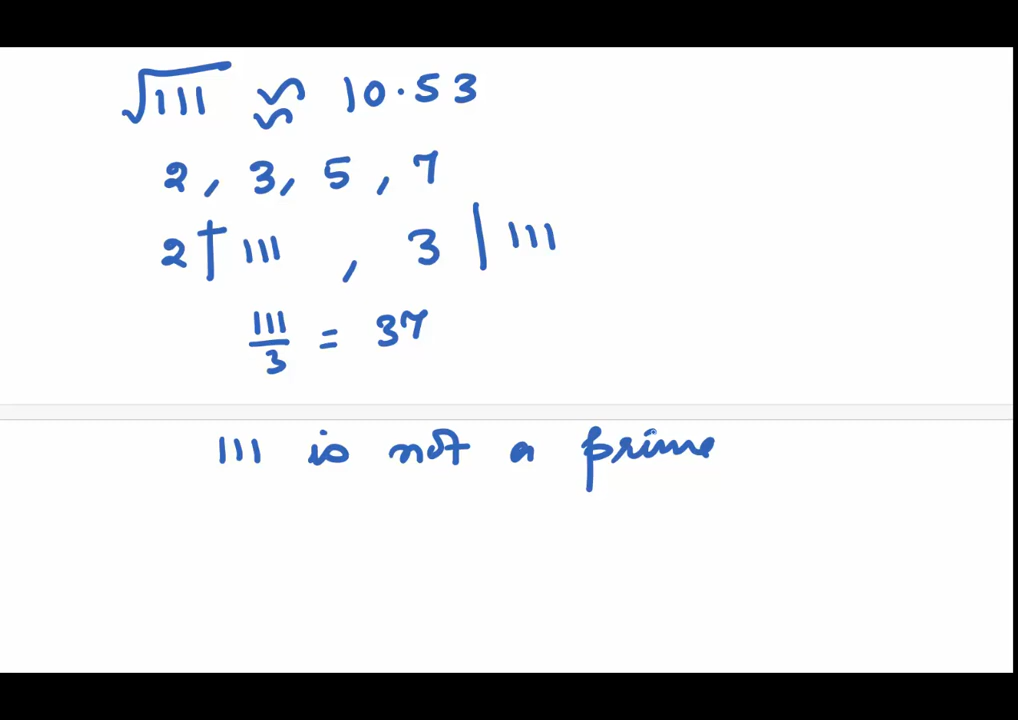 √111 ≈ 10.53
2, 3, 5, 7
2 ∤ 111, 3 | 111
111/3 = 37
111 is not a prime